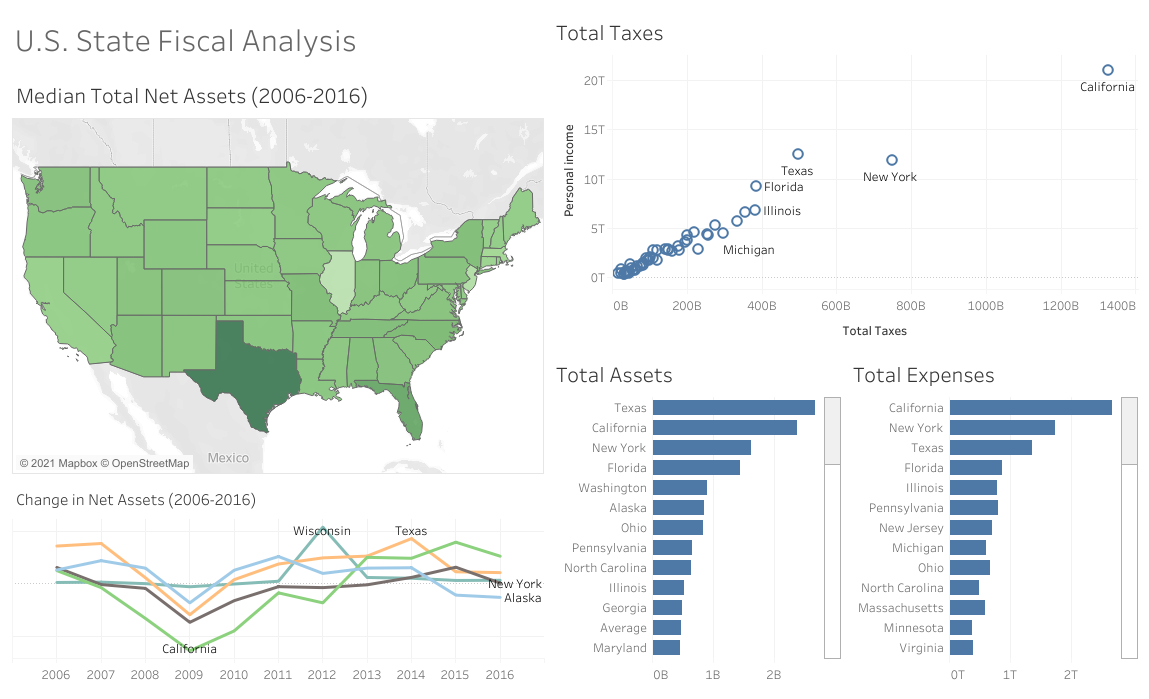 U.S. State Fiscal Analysis
Median Total Net Assets (2006-2016)
United
States
Mexico
© 2021 Mapbox © OpenStreetMap
Change in Net Assets (2006-2016)
Wisconsin
Texas
New York
Alaska
California
2006 2007 2008 2009 2010 2011 2012 2013 2014 2015 2016
Total Taxes
Personal income
20T
15T
10T
5T
0T
California
Texas
New York
Florida
Illinois
Michigan
0B 200B 400B 600B 800B 1000B 1200B 1400B
Total Taxes
Total Assets
Texas
California
New York
Florida
Washington
Alaska
Ohio
Pennsylvania
North Carolina
Illinois
Georgia
Average
Maryland
0B 1B 2B
Total Expenses
California
New York
Texas
Florida
Illinois
Pennsylvania
New Jersey
Michigan
Ohio
North Carolina
Massachusetts
Minnesota
Virginia
0T 1T 2T